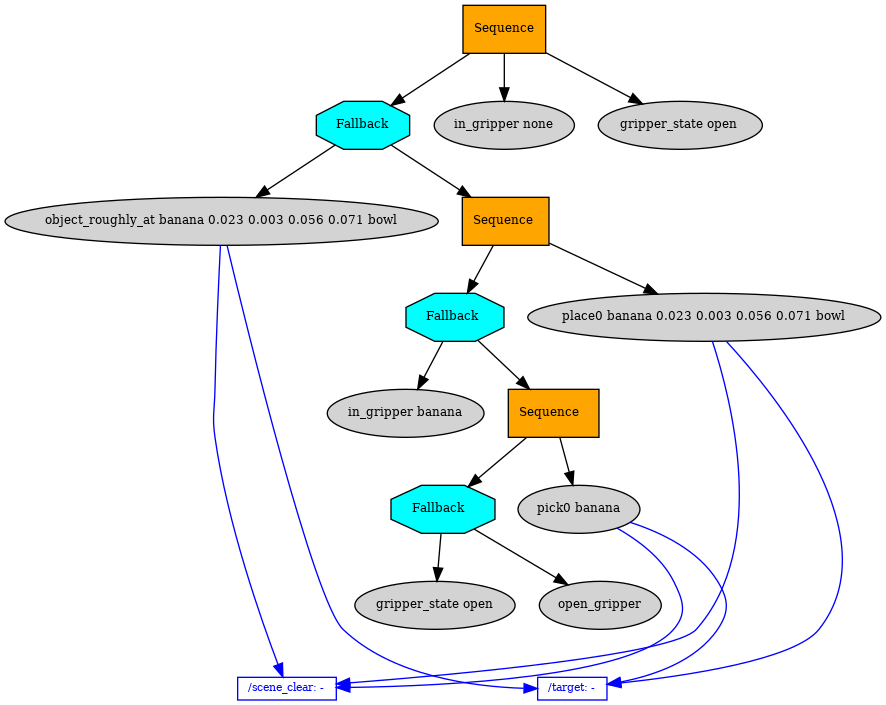 Sequence
Fallback
in_gripper none
gripper_state open
object_roughly_at banana 0.023 0.003 0.056 0.071 bowl
Sequence
Fallback
place0 banana 0.023 0.003 0.056 0.071 bowl
in_gripper banana
Sequence
Fallback
pick0 banana
gripper_state open
open_gripper
/scene_clear: -
/target: -